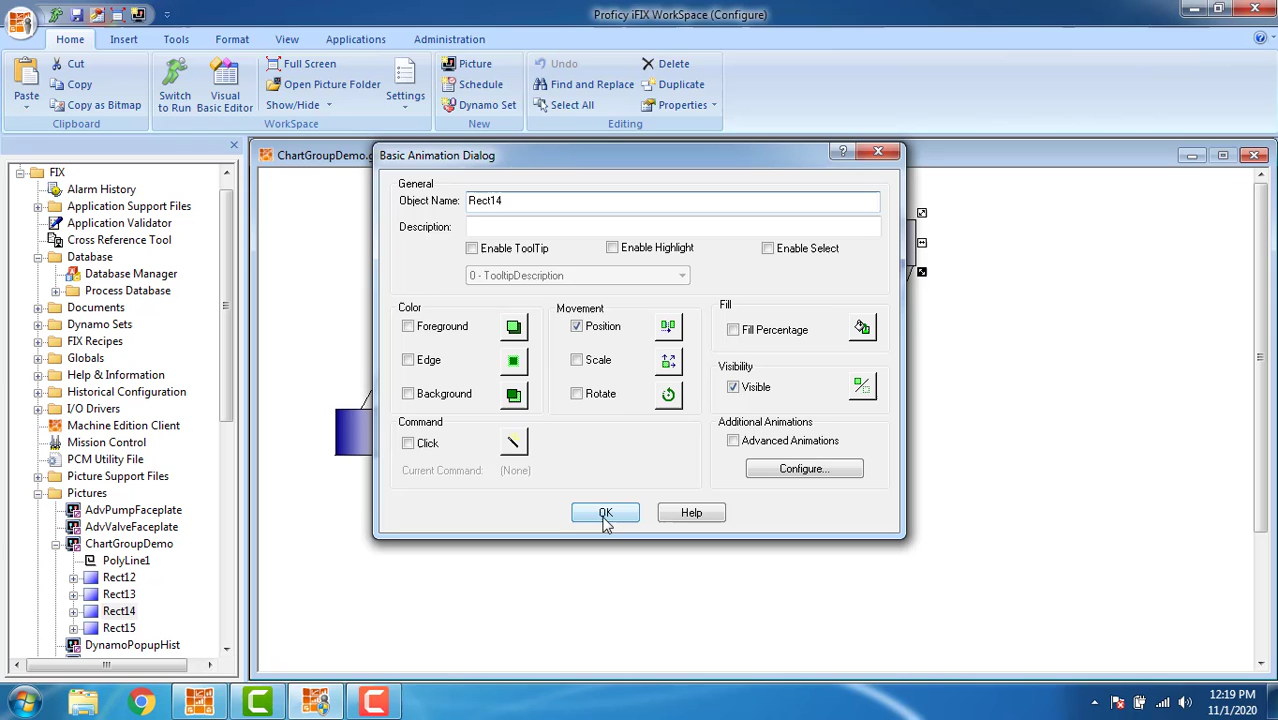 Proficy iFIX WorkSpace (Configure)
Home
Insert
Tools
Format
View
Applications
Administration
Paste
Cut
Copy
Copy as Bitmap
Clipboard
Switch
to Run
Visual
Basic Editor
Full Screen
Open Picture Folder
Show/Hide
Settings
WorkSpace
Picture
Schedule
Dynamo Set
New
Undo
Find and Replace
Select All
Delete
Duplicate
Properties
Editing
FIX
Alarm History
Application Support Files
Application Validator
Cross Reference Tool
Database
Database Manager
Process Database
Documents
Dynamo Sets
FIX Recipes
Globals
Help & Information
Historical Configuration
I/O Drivers
Machine Edition Client
Mission Control
PCM Utility File
Picture Support Files
Pictures
AdvPumpFaceplate
AdvValveFaceplate
ChartGroupDemo
PolyLine1
Rect12
Rect13
Rect14
Rect15
DynamoPopupHist
ChartGroupDemo.g
Basic Animation Dialog
General
Object Name: Rect14
Description:
Enable ToolTip
Enable Highlight
Enable Select
0 - TooltipDescription
Color
Foreground
Edge
Background
Movement
Position
Scale
Rotate
Fill
Fill Percentage
Visibility
Visible
Command
Click
Current Command: (None)
Additional Animations
Advanced Animations
Configure...
OK
Help
12:19 PM
11/1/2020